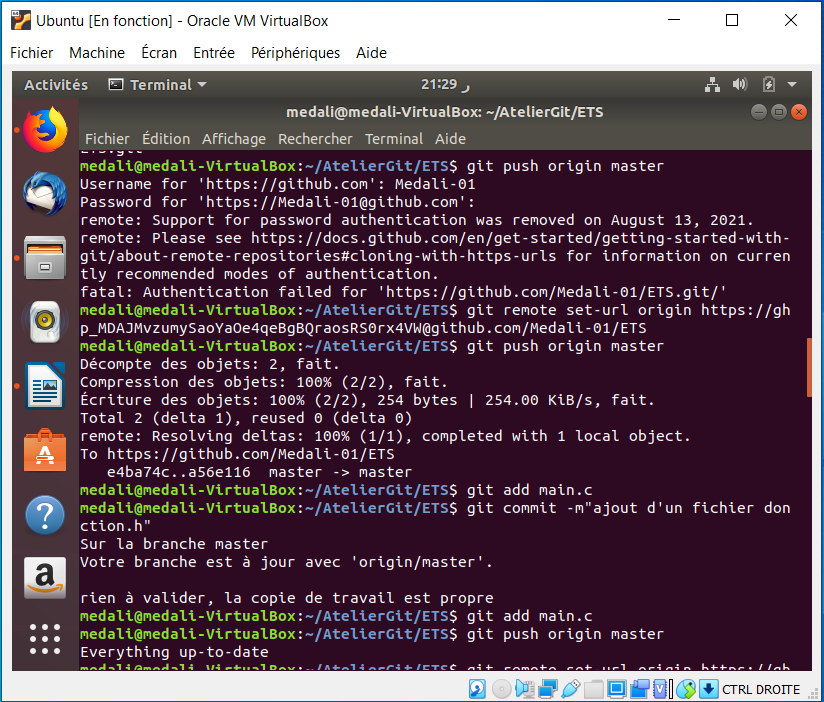 Ubuntu [En fonction] - Oracle VM VirtualBox
Fichier Machine Écran Entrée Périphériques Aide
Activités Terminal 21:29 ر
medali@medali-VirtualBox: ~/AtelierGit/ETS
Fichier Édition Affichage Rechercher Terminal Aide
ETS.git
medali@medali-VirtualBox:~/AtelierGit/ETS$ git push origin master
Username for 'https://github.com': Medali-01
Password for 'https://Medali-01@github.com':
remote: Support for password authentication was removed on August 13, 2021.
remote: Please see https://docs.github.com/en/get-started/getting-started-with-
git/about-remote-repositories#cloning-with-https-urls for information on curren
tly recommended modes of authentication.
fatal: Authentication failed for 'https://github.com/Medali-01/ETS.git/'
medali@medali-VirtualBox:~/AtelierGit/ETS$ git remote set-url origin https://gh
p_MDAJMvzumySaoYaOe4qeBgBQraosRS0rx4VW@github.com/Medali-01/ETS
medali@medali-VirtualBox:~/AtelierGit/ETS$ git push origin master
Décompte des objets: 2, fait.
Compression des objets: 100% (2/2), fait.
Écriture des objets: 100% (2/2), 254 bytes | 254.00 KiB/s, fait.
Total 2 (delta 1), reused 0 (delta 0)
remote: Resolving deltas: 100% (1/1), completed with 1 local object.
To https://github.com/Medali-01/ETS
   e4ba74c..a56e116  master -> master
medali@medali-VirtualBox:~/AtelierGit/ETS$ git add main.c
medali@medali-VirtualBox:~/AtelierGit/ETS$ git commit -m"ajout d'un fichier don
ction.h"
Sur la branche master
Votre branche est à jour avec 'origin/master'.
rien à valider, la copie de travail est propre
medali@medali-VirtualBox:~/AtelierGit/ETS$ git add main.c
medali@medali-VirtualBox:~/AtelierGit/ETS$ git push origin master
Everything up-to-date
medali@medali-VirtualBox:~/AtelierGit/ETS$ git remote set-url origin https://gh
CTRL DROITE